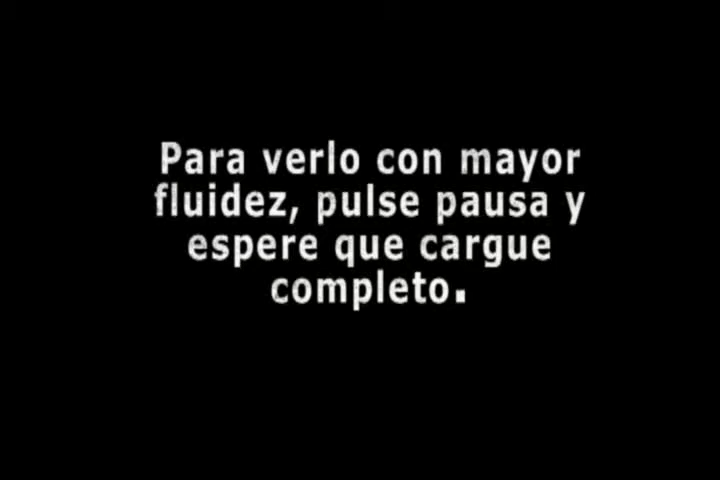 Para verlo con mayor
fluidez, pulse pausa y
espere que cargue
completo.